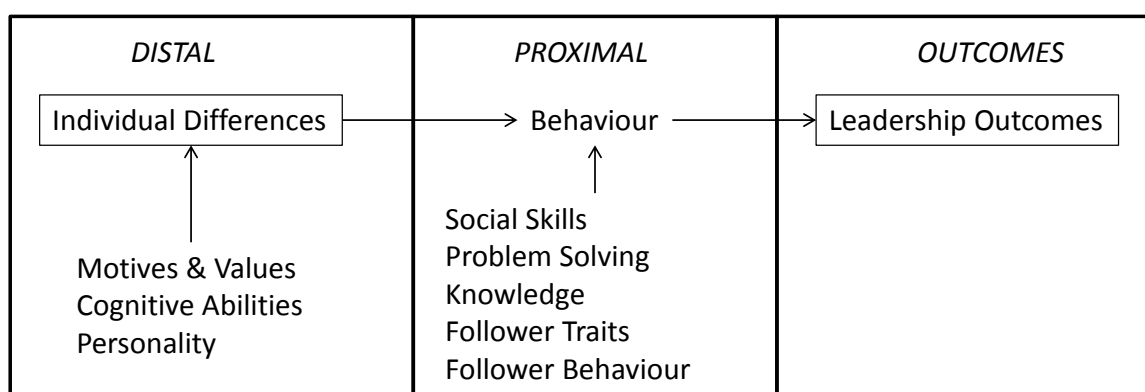 DISTAL
Individual Differences
Motives & Values
Cognitive Abilities
Personality
PROXIMAL
Behaviour
Social Skills
Problem Solving
Knowledge
Follower Traits
Follower Behaviour
OUTCOMES
Leadership Outcomes